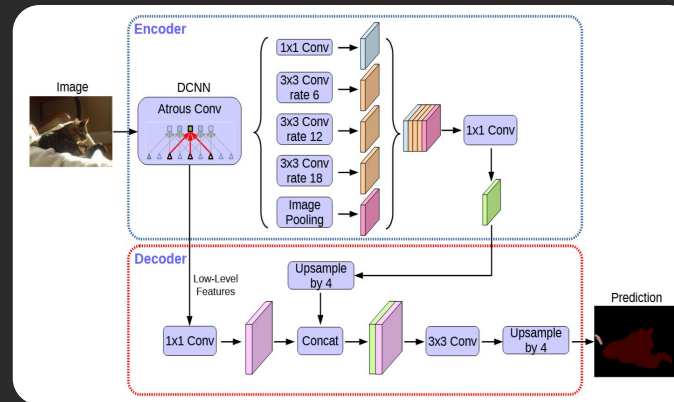 Encoder
Image
DCNN
Atrous Conv
1x1 Conv
3x3 Conv
rate 6
3x3 Conv
rate 12
3x3 Conv
rate 18
Image
Pooling
1x1 Conv
Decoder
Low-Level
Features
Upsample
by 4
1x1 Conv
Concat
3x3 Conv
Upsample
by 4
Prediction